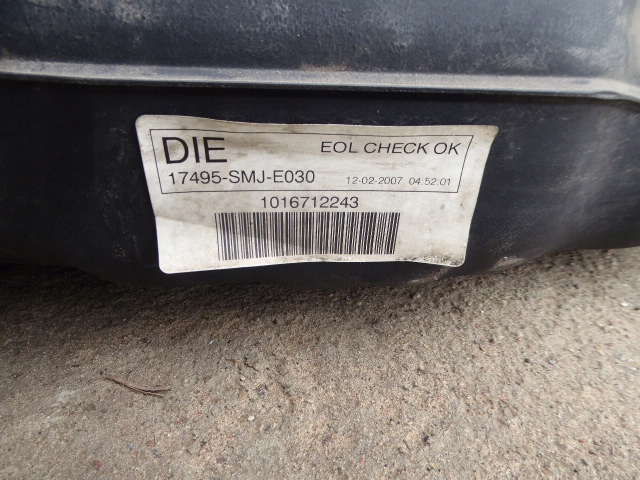 DIE EOL CHECK OK
17495-SMJ-E030 12-02-2007 04:52:01
1016712243